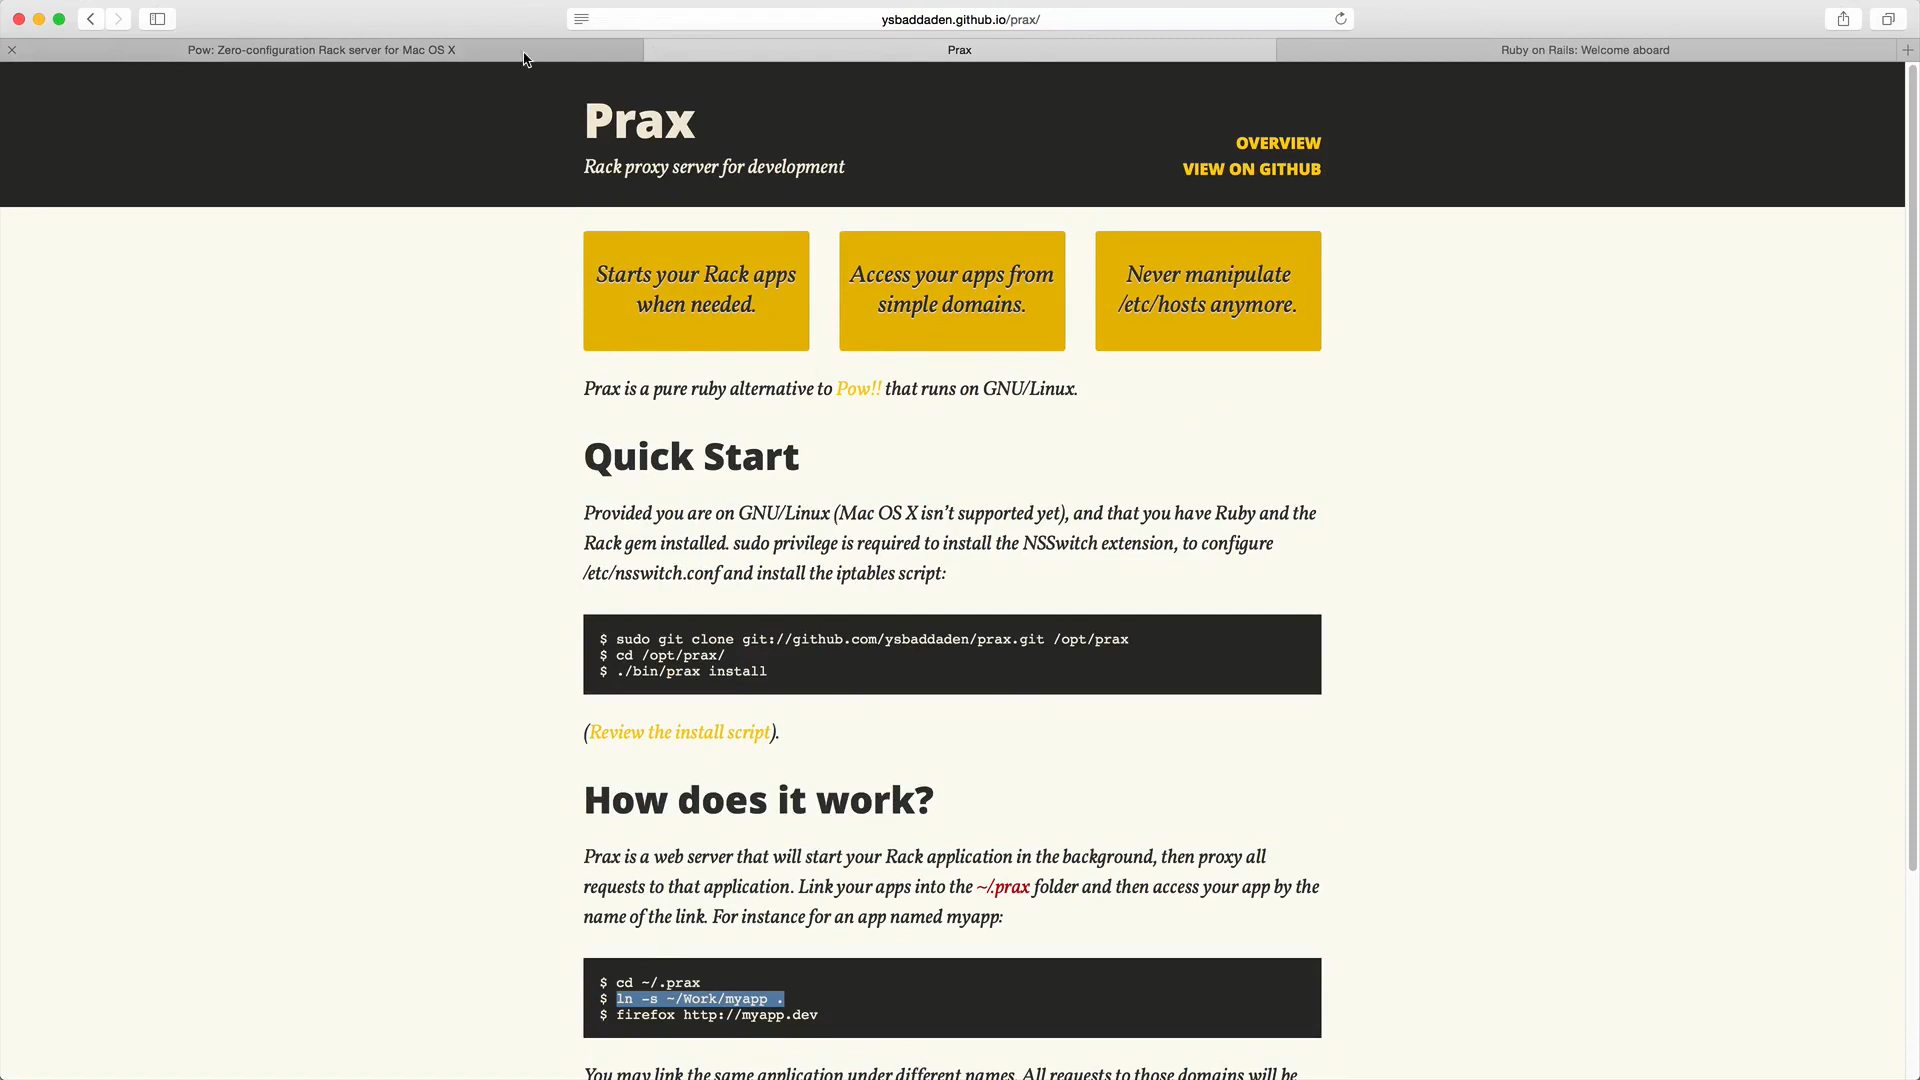 ysbaddaden.github.io/prax/
Pow: Zero-configuration Rack server for Mac OS X
Prax
Ruby on Rails: Welcome aboard
Prax
Rack proxy server for development
OVERVIEW
VIEW ON GITHUB
Starts your Rack apps
when needed.
Access your apps from
simple domains.
Never manipulate
/etc/hosts anymore.
Prax is a pure ruby alternative to Pow!! that runs on GNU/Linux.
Quick Start
Provided you are on GNU/Linux (Mac OS X isn't supported yet), and that you have Ruby and the
Rack gem installed. sudo privilege is required to install the NSSwitch extension, to configure
/etc/nsswitch.conf and install the iptables script:
$ sudo git clone git://github.com/ysbaddaden/prax.git /opt/prax
$ cd /opt/prax/
$ ./bin/prax install
(Review the install script).
How does it work?
Prax is a web server that will start your Rack application in the background, then proxy all
requests to that application. Link your apps into the ~/.prax folder and then access your app by the
name of the link. For instance for an app named myapp:
$ cd ~/.prax
$ ln -s ~/Work/myapp .
$ firefox http://myapp.dev
You may link the same application under different names. All requests to those domains will be